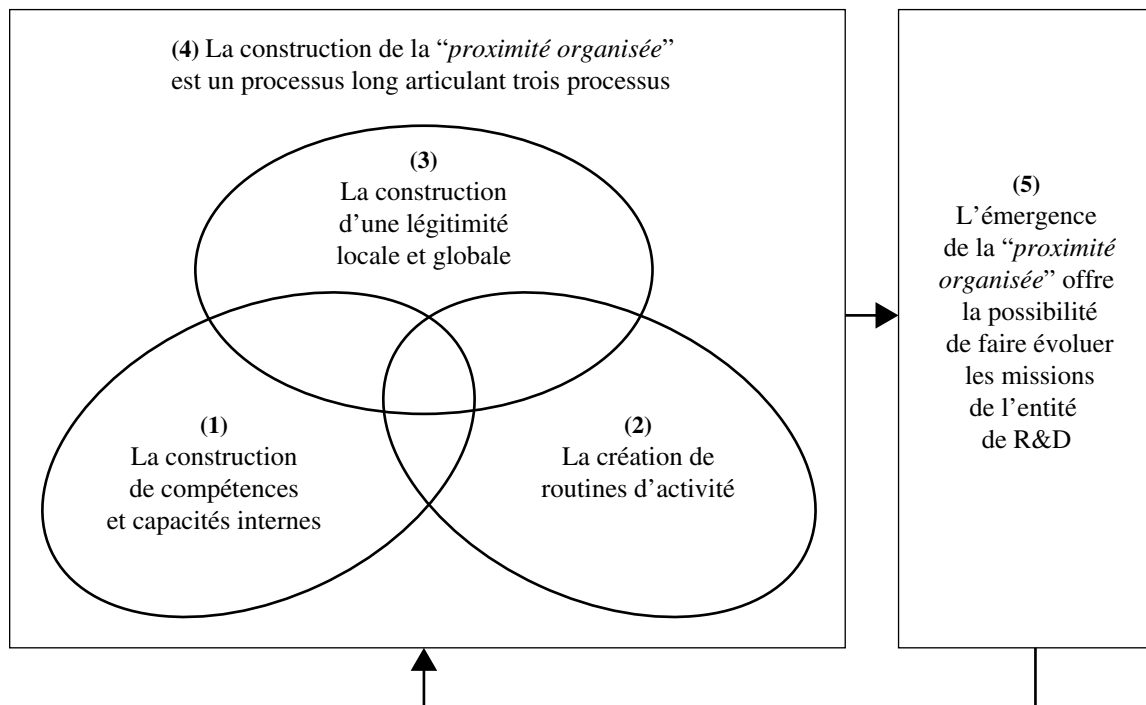 (4) La construction de la “proximité organisée”
est un processus long articulant trois processus
(3)
La construction
d’une légitimité
locale et globale
(1)
La construction
de compétences
et capacités internes
(2)
La création de
routines d’activité
(5)
L’émergence
de la “proximité
organisée” offre
la possibilité
de faire évoluer
les missions
de l’entité
de R&D